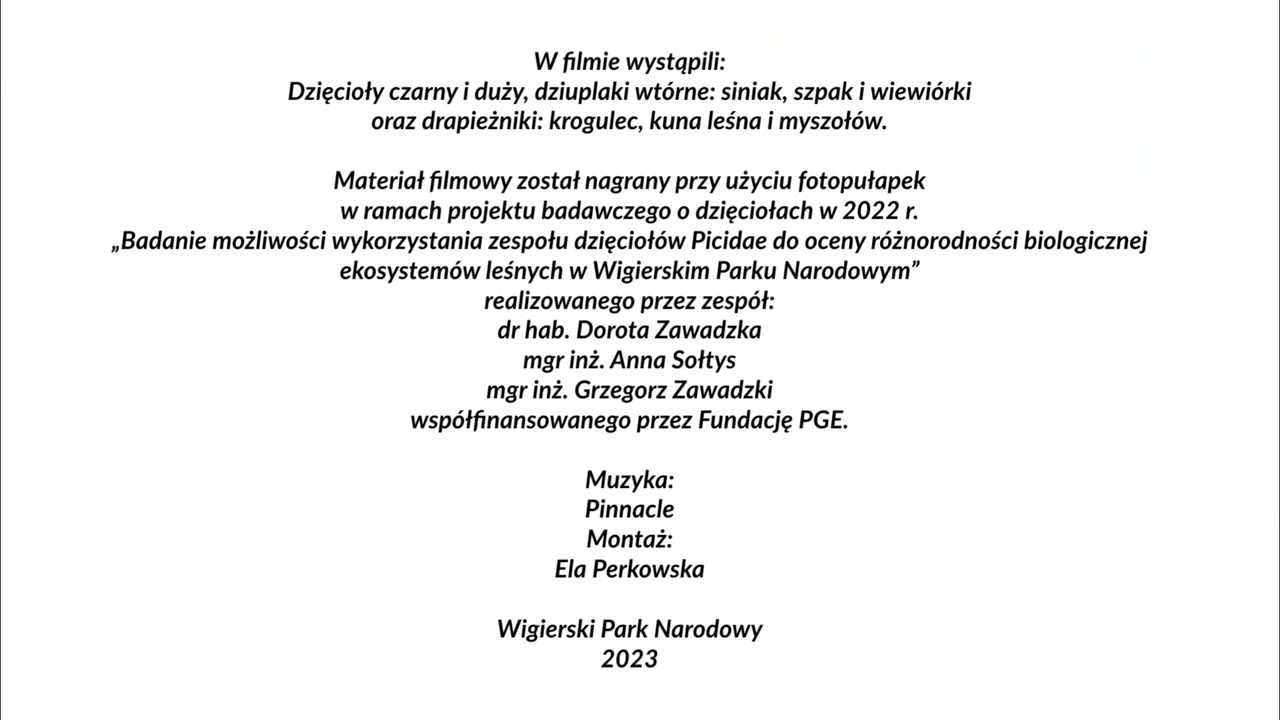 W filmie wystąpili:
Dzięcioły czarny i duży, dziuplaki wtórne: siniak, szpak i wiewiórki
oraz drapieżniki: krogulec, kuna leśna i myszołów.
Materiał filmowy został nagrany przy użyciu fotopułapek
w ramach projektu badawczego o dzięciołach w 2022 r.
„Badanie możliwości wykorzystania zespołu dzięciołów Picidae do oceny różnorodności biologicznej
ekosystemów leśnych w Wigierskim Parku Narodowym”
realizowanego przez zespół:
dr hab. Dorota Zawadzka
mgr inż. Anna Sołtys
mgr inż. Grzegorz Zawadzki
współfinansowanego przez Fundację PGE.
Muzyka:
Pinnacle
Montaż:
Ela Perkowska
Wigierski Park Narodowy
2023